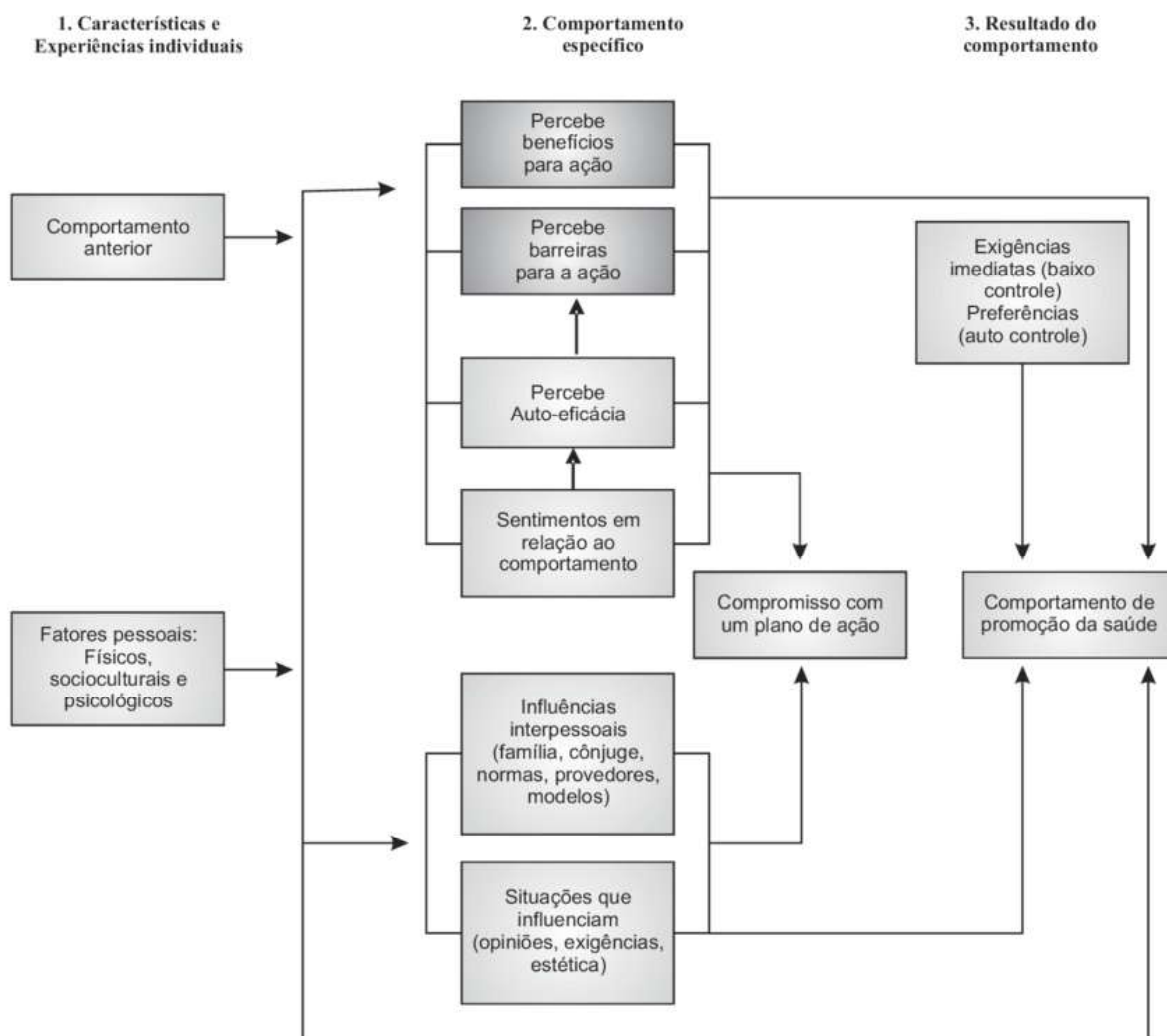 1. Características e
Experiências individuais
2. Comportamento
específico
3. Resultado do
comportamento
Comportamento
anterior
Fatores pessoais:
Físicos,
socioculturais e
psicológicos
Percebe
benefícios
para ação
Percebe
barreiras
para a ação
Percebe
Auto-eficácia
Sentimentos em
relação ao
comportamento
Influências
interpessoais
(família, cônjuge,
normas, provedores,
modelos)
Situações que
influenciam
(opiniões, exigências,
estética)
Compromisso com
um plano de ação
Exigências
imediatas (baixo
controle)
Preferências
(auto controle)
Comportamento de
promoção da saúde